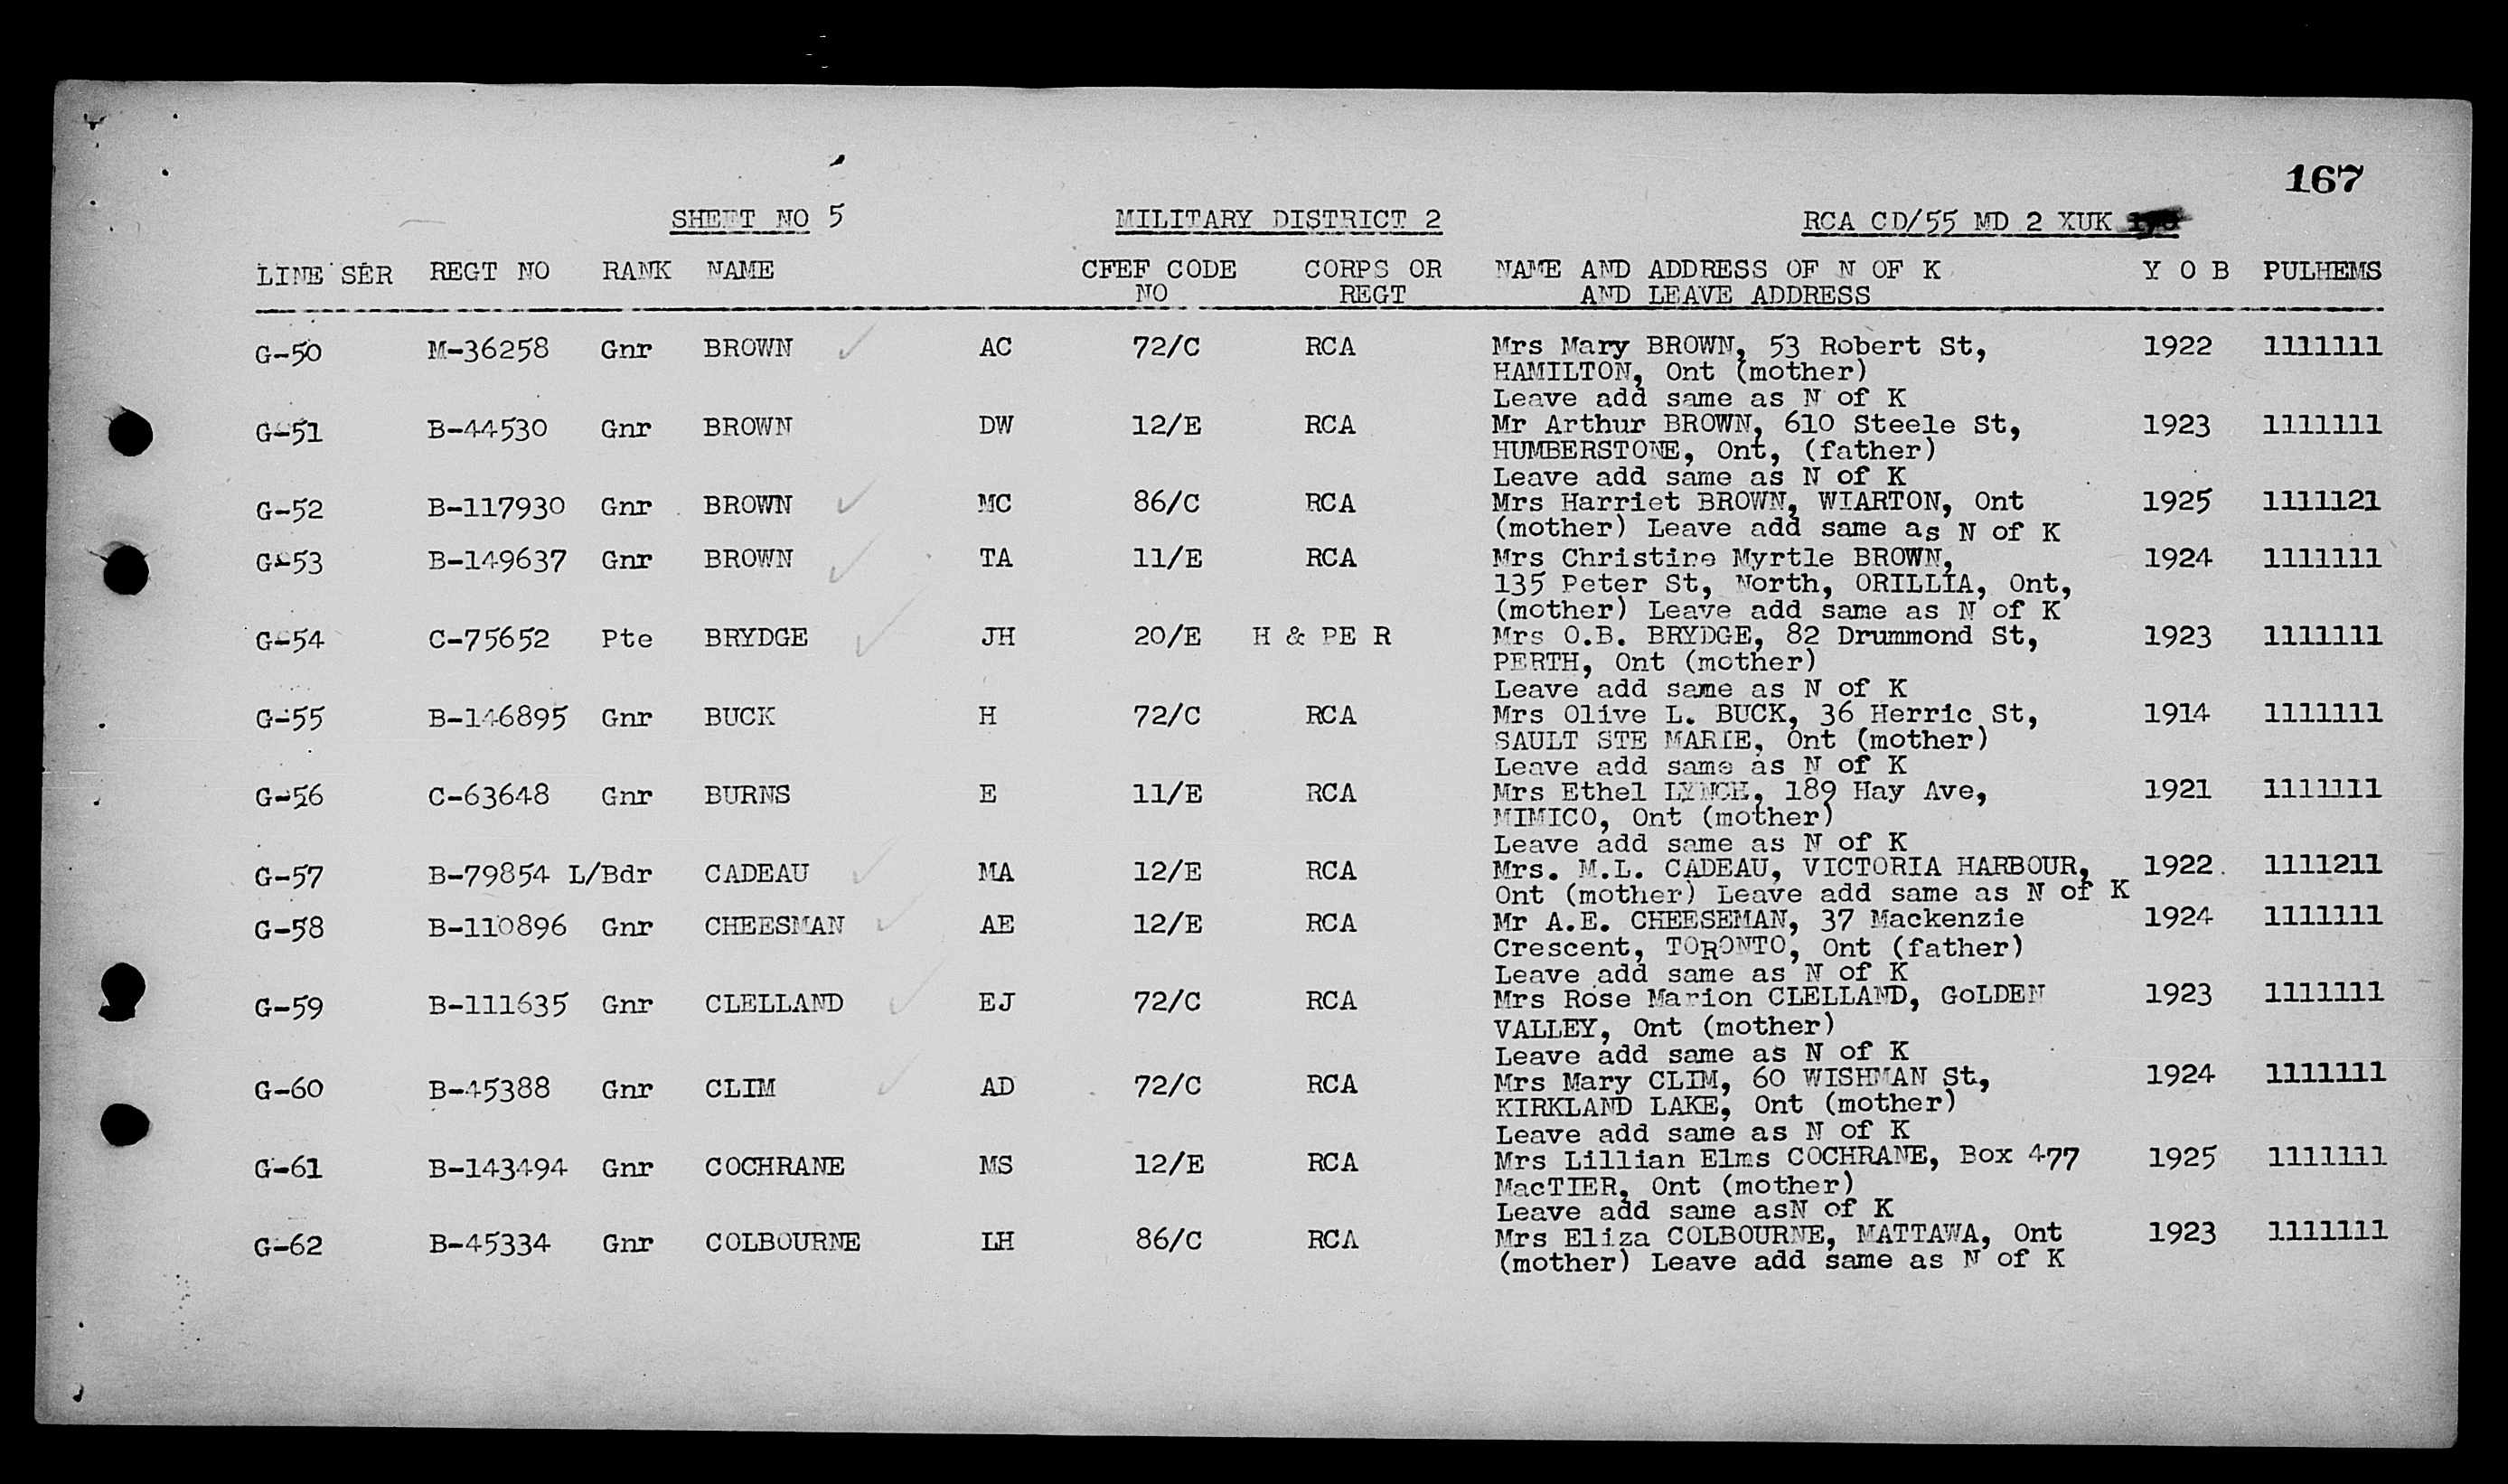 167
SHEET NO 5 MILITARY DISTRICT 2 RCA CD/55 MD 2 XUK
LINE SER REGT NO RANK NAME CFEF CODE NO CORPS OR REGT NAME AND ADDRESS OF N OF K AND LEAVE ADDRESS Y O B PULHEMS
G-50 M-36258 Gnr BROWN AC 72/C RCA Mrs Mary BROWN, 53 Robert St, 1922 1111111
HAMILTON, Ont (mother)
Leave add same as N of K
G-51 B-44530 Gnr BROWN DW 12/E RCA Mr Arthur BROWN, 610 Steele St, 1923 1111111
HUMBERSTONE, Ont, (father)
Leave add same as N of K
G-52 B-117930 Gnr BROWN MC 86/C RCA Mrs Harriet BROWN, WIARTON, Ont 1925 1111121
(mother) Leave add same as N of K
G-53 B-149637 Gnr BROWN TA 11/E RCA Mrs Christine Myrtle BROWN, 1924 1111111
135 Peter St, North, ORILLIA, Ont,
(mother) Leave add same as N of K
G-54 C-75652 Pte BRYDGE JH 20/E H & PE R Mrs O.B. BRYDGE, 82 Drummond St, 1923 1111111
PERTH, Ont (mother)
Leave add same as N of K
G-55 B-146895 Gnr BUCK H 72/C RCA Mrs Olive L. BUCK, 36 Herric St, 1914 1111111
SAULT STE MARIE, Ont (mother)
Leave add same as N of K
G-56 C-63648 Gnr BURNS E 11/E RCA Mrs Ethel LYNCH, 189 Hay Ave, 1921 1111111
MIMICO, Ont (mother)
Leave add same as N of K
G-57 B-79854 L/Bdr CADEAU MA 12/E RCA Mrs. M.L. CADEAU, VICTORIA HARBOUR, 1922 1111211
Ont (mother) Leave add same as N of K
G-58 B-110896 Gnr CHEESMAN AE 12/E RCA Mr A.E. CHEESEMAN, 37 Mackenzie 1924 1111111
Crescent, TORONTO, Ont (father)
Leave add same as N of K
G-59 B-111635 Gnr CLELLAND EJ 72/C RCA Mrs Rose Marion CLELLAND, GoLDEN 1923 1111111
VALLEY, Ont (mother)
Leave add same as N of K
G-60 B-45388 Gnr CLIM AD 72/C RCA Mrs Mary CLIM, 60 WISHMAN St, 1924 1111111
KIRKLAND LAKE, Ont (mother)
Leave add same as N of K
G-61 B-143494 Gnr COCHRANE MS 12/E RCA Mrs Lillian Elms COCHRANE, Box 477 1925 1111111
MacTIER, Ont (mother)
Leave add same asN of K
G-62 B-45334 Gnr COLBOURNE LH 86/C RCA Mrs Eliza COLBOURNE, MATTAWA, Ont 1923 1111111
(mother) Leave add same as N of K